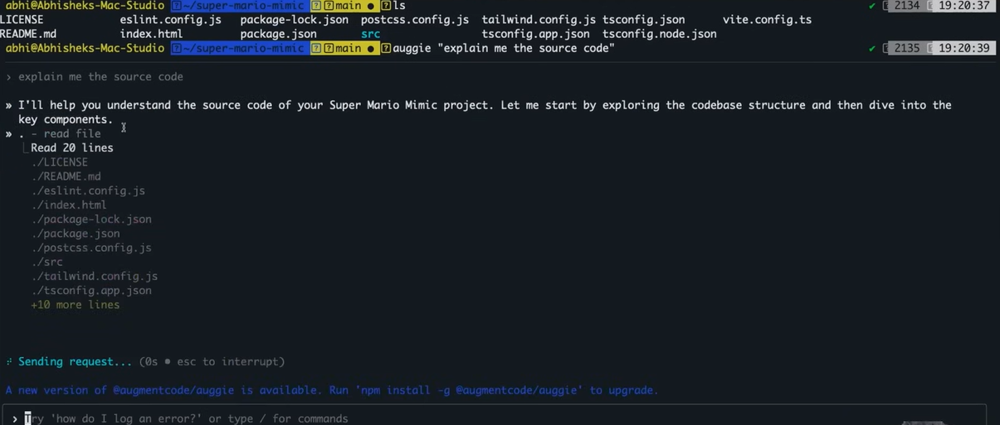 abhi@Abhisheks-Mac-Studio ~/super-mario-mimic main ● ls ✔ 2134 19:20:37
LICENSE eslint.config.js package-lock.json postcss.config.js tailwind.config.js tsconfig.json vite.config.ts
README.md index.html package.json src tsconfig.app.json tsconfig.node.json
abhi@Abhisheks-Mac-Studio ~/super-mario-mimic main ● auggie "explain me the source code" ✔ 2135 19:20:39
› explain me the source code
» I'll help you understand the source code of your Super Mario Mimic project. Let me start by exploring the codebase structure and then dive into the
key components.
» . - read file
Read 20 lines
./LICENSE
./README.md
./eslint.config.js
./index.html
./package-lock.json
./package.json
./postcss.config.js
./src
./tailwind.config.js
./tsconfig.app.json
+10 more lines
Sending request... (0s • esc to interrupt)
A new version of @augmentcode/auggie is available. Run 'npm install -g @augmentcode/auggie' to upgrade.
› Try 'how do I log an error?' or type / for commands